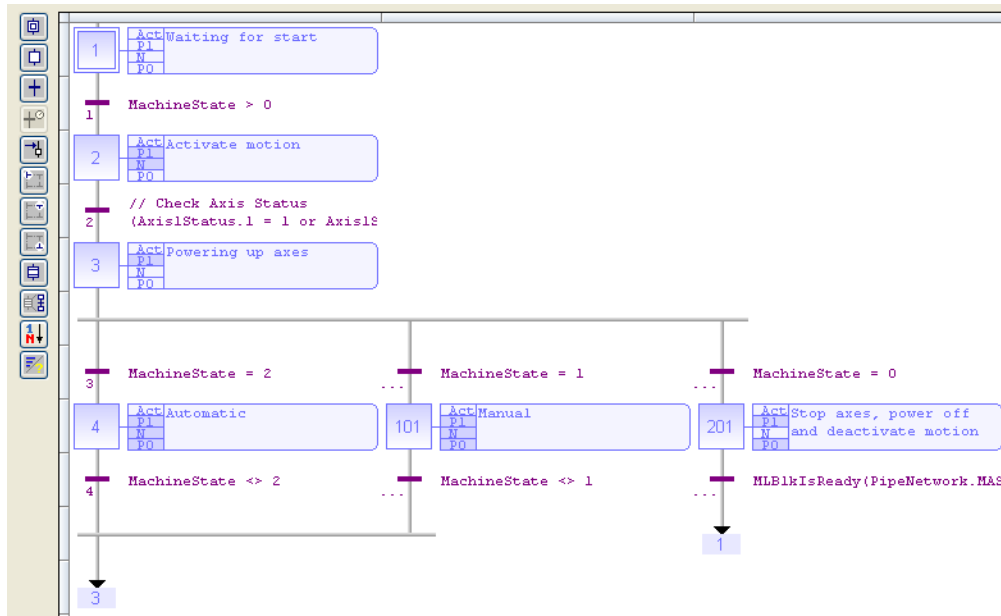 1
Act
P1
N
P0
Waiting for start
1
MachineState > 0
2
Act
P1
N
P0
Activate motion
2
// Check Axis Status
(Axis1Status.1 = 1 or Axis1S
3
Act
P1
N
P0
Powering up axes
3
MachineState = 2
...
MachineState = 1
...
MachineState = 0
4
Act
P1
N
P0
Automatic
101
Act
P1
N
P0
Manual
201
Act
P1
N
P0
Stop axes, power off
and deactivate motion
4
MachineState <> 2
...
MachineState <> 1
...
MLBlkIsReady(PipeNetwork.MAS
1
3
1
N